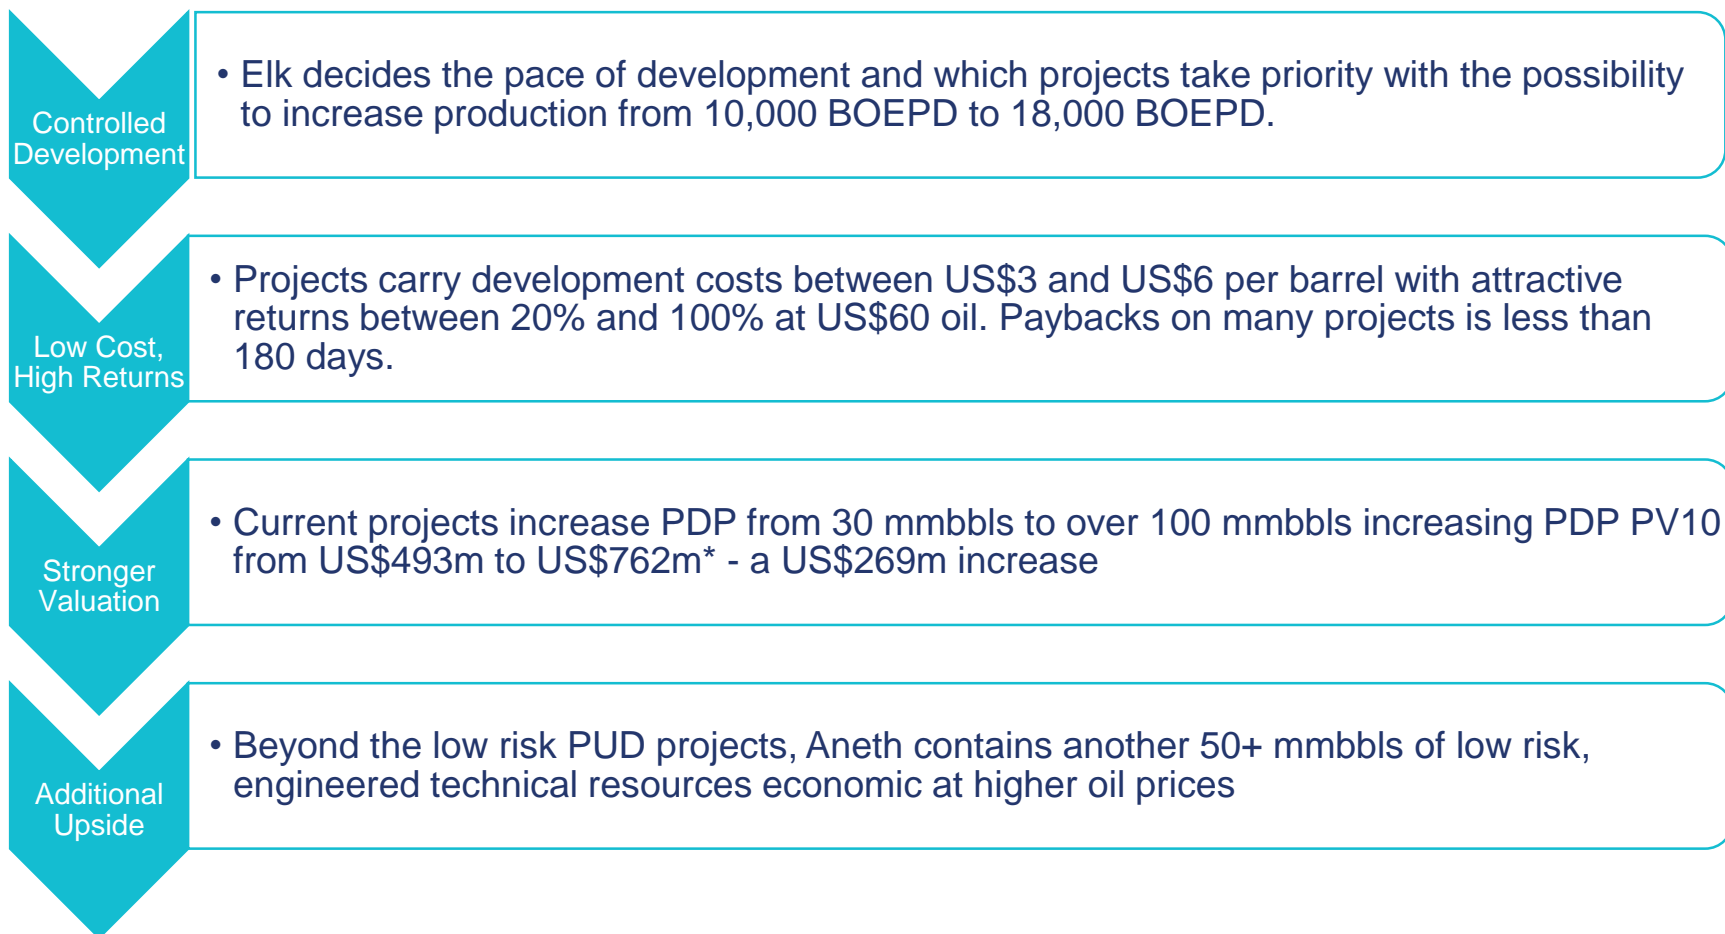 Controlled
Development
• Elk decides the pace of development and which projects take priority with the possibility
to increase production from 10,000 BOEPD to 18,000 BOEPD.
Low Cost,
High Returns
• Projects carry development costs between US$3 and US$6 per barrel with attractive
returns between 20% and 100% at US$60 oil. Paybacks on many projects is less than
180 days.
Stronger
Valuation
• Current projects increase PDP from 30 mmbbls to over 100 mmbbls increasing PDP PV10
from US$493m to US$762m* - a US$269m increase
Additional
Upside
• Beyond the low risk PUD projects, Aneth contains another 50+ mmbbls of low risk,
engineered technical resources economic at higher oil prices